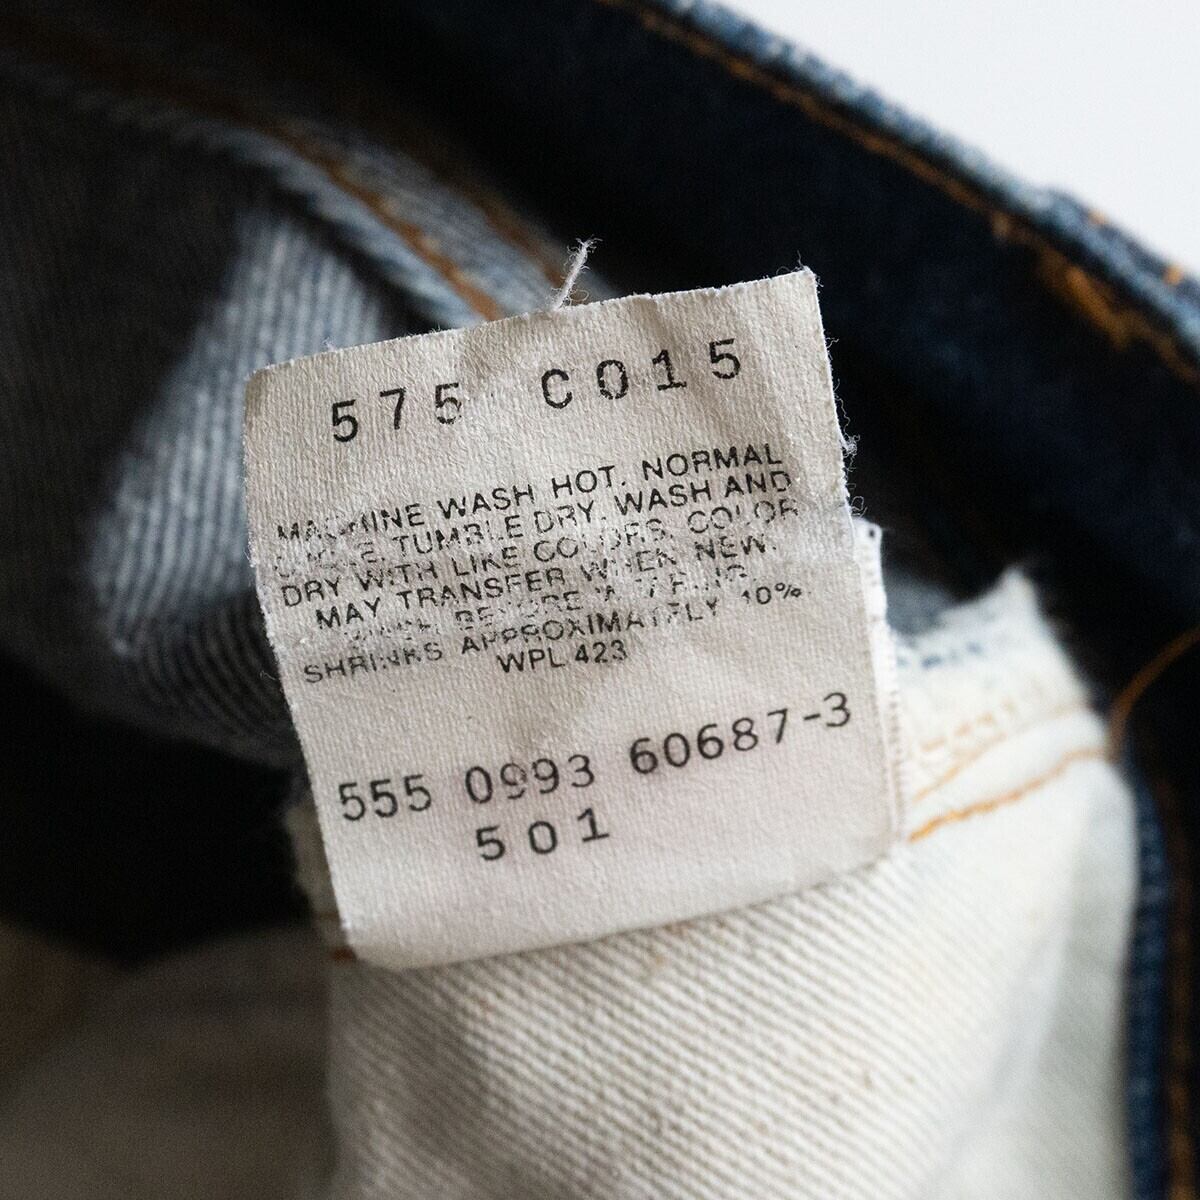 575 C015
MACHINE WASH HOT. NORMAL
TUMBLE DRY. WASH AND
DRY WITH LIKE COLORS. COLOR
MAY TRANSFER WHEN NEW.
BEFORE
SHRINKS APPROXIMATELY 10%
WPL 423
555 0993 60687-3
501